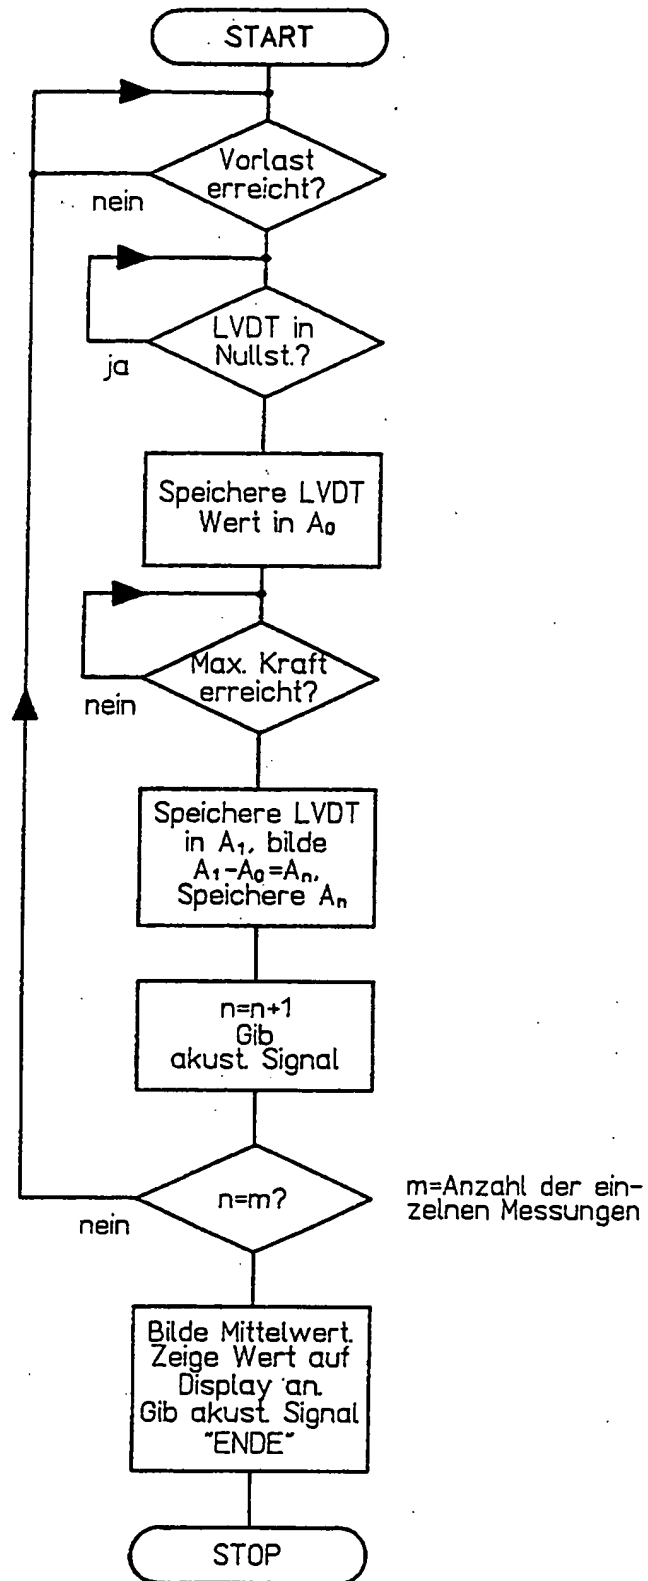 START
Vorlast
erreicht?
nein
LVDT in
Nullst.?
ja
Speichere LVDT
Wert in A₀
Max. Kraft
erreicht?
nein
Speichere LVDT
in A₁, bilde
A₁-A₀=Aₙ,
Speichere Aₙ
n=n+1
Gib
akust. Signal
n=m?
nein
m=Anzahl der ein-
zelnen Messungen
Bilde Mittelwert.
Zeige Wert auf
Display an.
Gib akust. Signal
"ENDE"
STOP